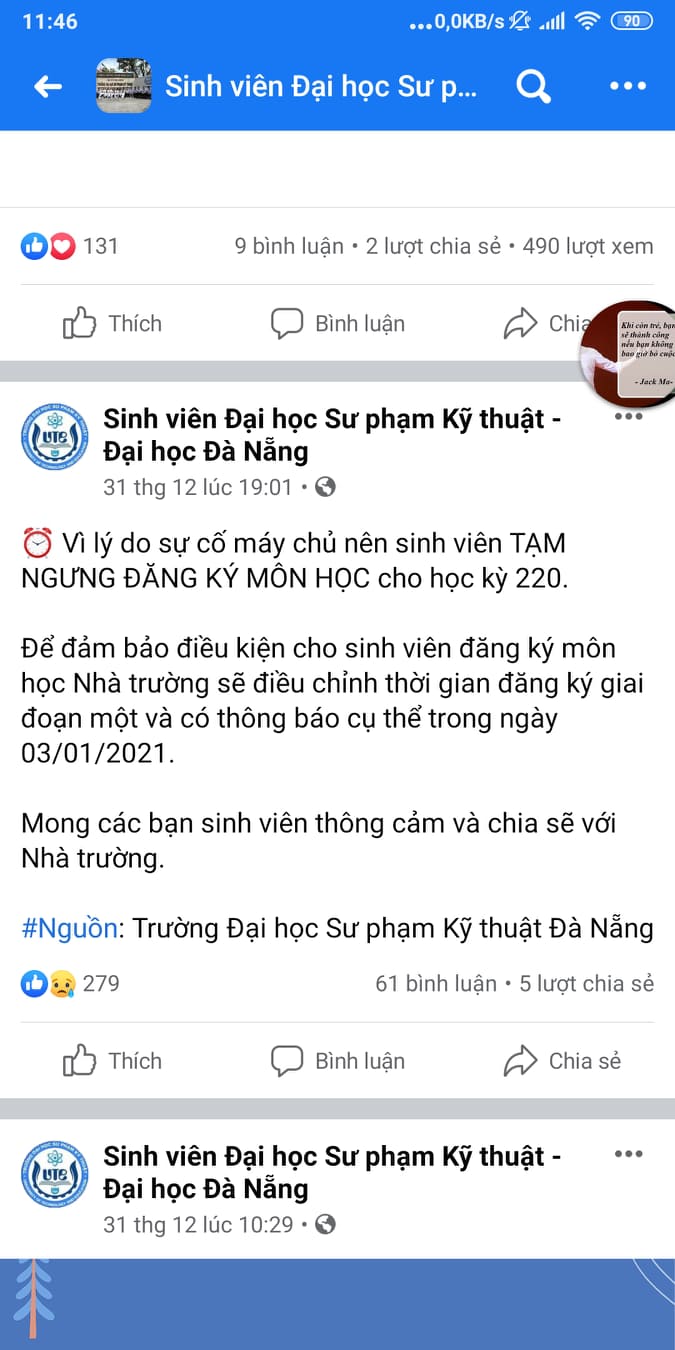 11:46
...0,0KB/s
90
Sinh viên Đại học Sư p...
131
9 bình luận • 2 lượt chia sẻ • 490 lượt xem
Thích
Bình luận
Chia
Khi còn trẻ, bạn
sẽ thành công
nếu bạn không
bao giờ bỏ cuộc
- Jack Ma-
Sinh viên Đại học Sư phạm Kỹ thuật -
Đại học Đà Nẵng
31 thg 12 lúc 19:01 •
UTE
Vì lý do sự cố máy chủ nên sinh viên TẠM
NGƯNG ĐĂNG KÝ MÔN HỌC cho học kỳ 220.
Để đảm bảo điều kiện cho sinh viên đăng ký môn
học Nhà trường sẽ điều chỉnh thời gian đăng ký giai
đoạn một và có thông báo cụ thể trong ngày
03/01/2021.
Mong các bạn sinh viên thông cảm và chia sẽ với
Nhà trường.
#Nguồn: Trường Đại học Sư phạm Kỹ thuật Đà Nẵng
279
61 bình luận • 5 lượt chia sẻ
Thích
Bình luận
Chia sẻ
Sinh viên Đại học Sư phạm Kỹ thuật -
Đại học Đà Nẵng
31 thg 12 lúc 10:29 •
UTE